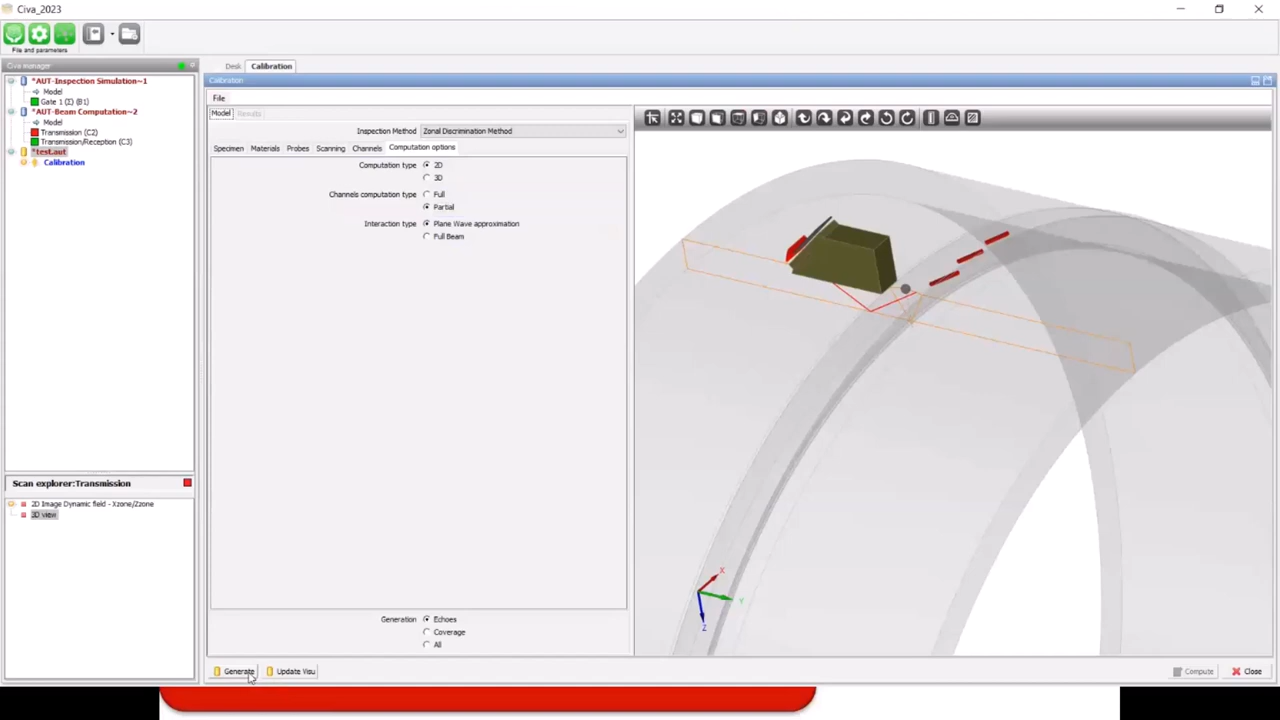 Civa_2023
File and parameters
Civa manager
*AUT-Inspection Simulation~1
Model
Gate 1 (Σ) (B1)
*AUT-Beam Computation~2
Model
Transmission (C2)
Transmission/Reception (C3)
*test.aut
Calibration
Scan explorer:Transmission
2D Image Dynamic field - Xzone/Zzone
3D view
Desk
Calibration
Calibration
File
Model
Results
Inspection Method
Zonal Discrimination Method
Specimen
Materials
Probes
Scanning
Channels
Computation options
Computation type
2D
3D
Channels computation type
Full
Partial
Interaction type
Plane Wave approximation
Full Beam
Generation
Echoes
Coverage
All
Generate
Update Visu
X
Y
Z
Compute
Close